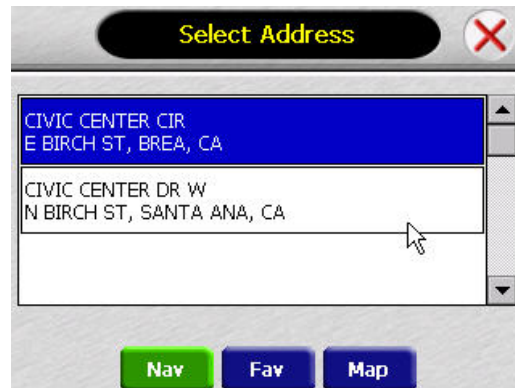 Select Address
CIVIC CENTER CIR
E BIRCH ST, BREA, CA
CIVIC CENTER DR W
N BIRCH ST, SANTA ANA, CA
Nav Fav Map